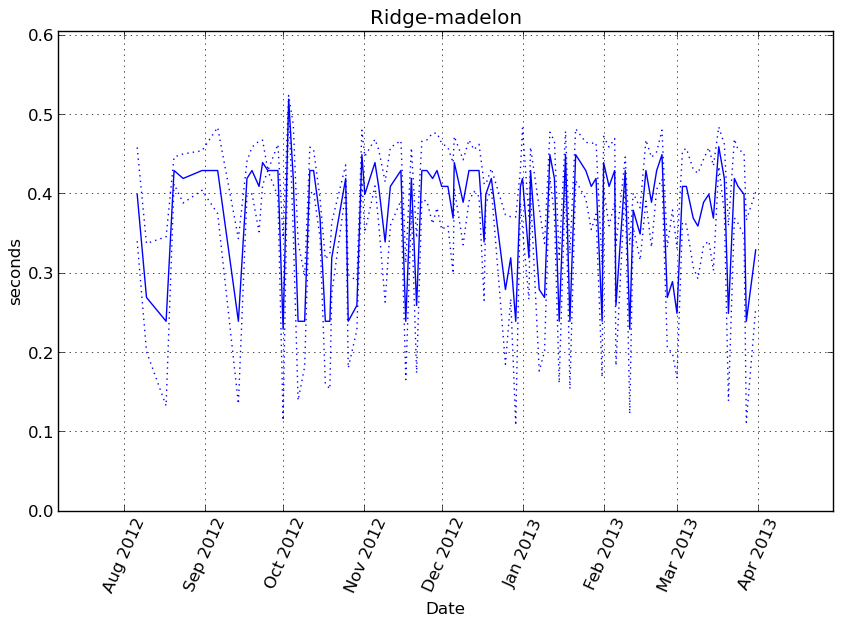 Ridge-madelon
0.6
0.5
0.4
0.3
0.2
0.1
0.0
seconds
Aug 2012
Sep 2012
Oct 2012
Nov 2012
Dec 2012
Jan 2013
Feb 2013
Mar 2013
Apr 2013
Date